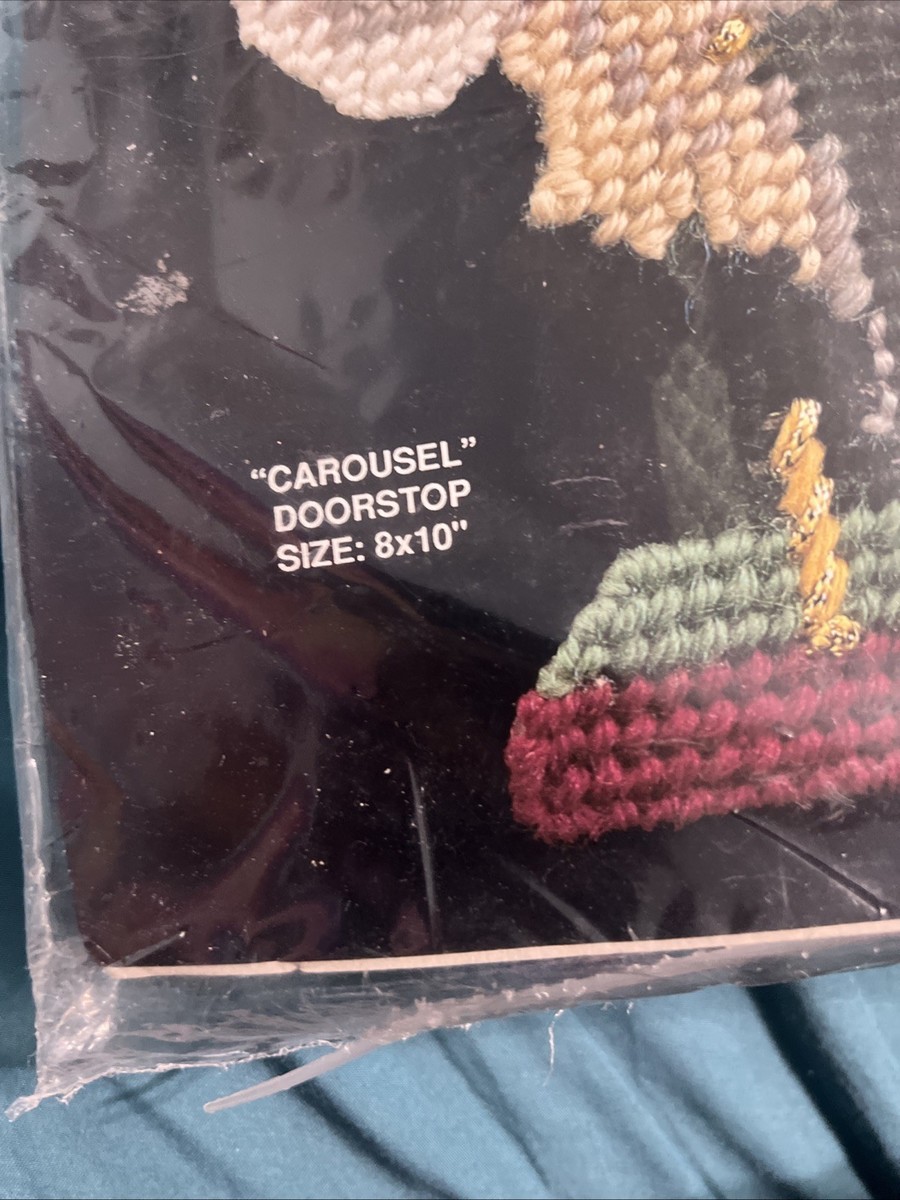 “CAROUSEL”
DOORSTOP
SIZE: 8x10"